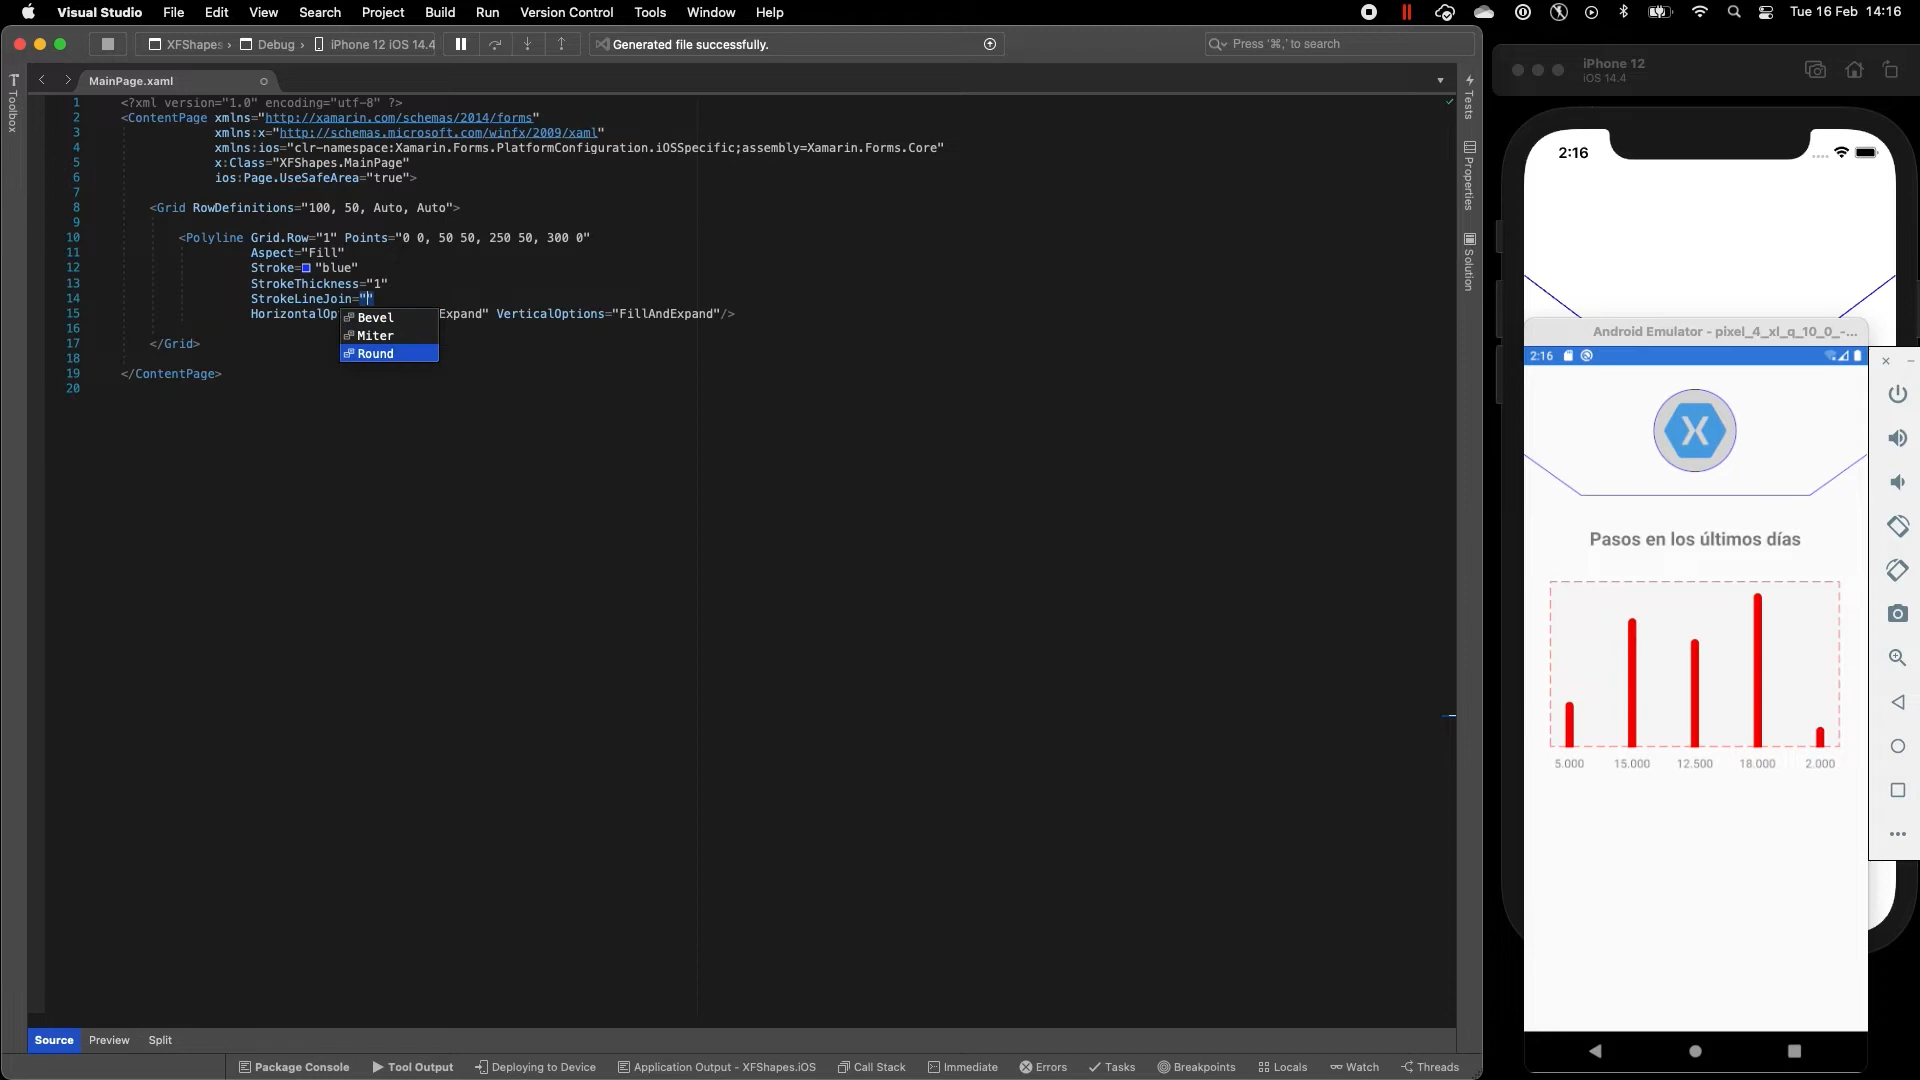 Visual Studio File Edit View Search Project Build Run Version Control Tools Window Help Tue 16 Feb 14:16
XFShapes › Debug › iPhone 12 iOS 14.4 Generated file successfully. Press '⌘,' to search
iPhone 12
iOS 14.4
MainPage.xaml
Toolbox
Tests
Properties
Solution
1 <?xml version="1.0" encoding="utf-8" ?>
2 <ContentPage xmlns="http://xamarin.com/schemas/2014/forms"
3 xmlns:x="http://schemas.microsoft.com/winfx/2009/xaml"
4 xmlns:ios="clr-namespace:Xamarin.Forms.PlatformConfiguration.iOSSpecific;assembly=Xamarin.Forms.Core"
5 x:Class="XFShapes.MainPage"
6 ios:Page.UseSafeArea="true">
7
8 <Grid RowDefinitions="100, 50, Auto, Auto">
9
10 <Polyline Grid.Row="1" Points="0 0, 50 50, 250 50, 300 0"
11 Aspect="Fill"
12 Stroke="blue"
13 StrokeThickness="1"
14 StrokeLineJoin=""
15 HorizontalOp Expand" VerticalOptions="FillAndExpand"/>
16
17 </Grid>
18
19 </ContentPage>
20
Bevel
Miter
Round
2:16
Android Emulator - pixel_4_xl_q_10_0_-...
2:16
X
Pasos en los últimos días
5.000 15.000 12.500 18.000 2.000
Source Preview Split
Package Console Tool Output Deploying to Device Application Output - XFShapes.iOS Call Stack Immediate Errors Tasks Breakpoints Locals Watch Threads